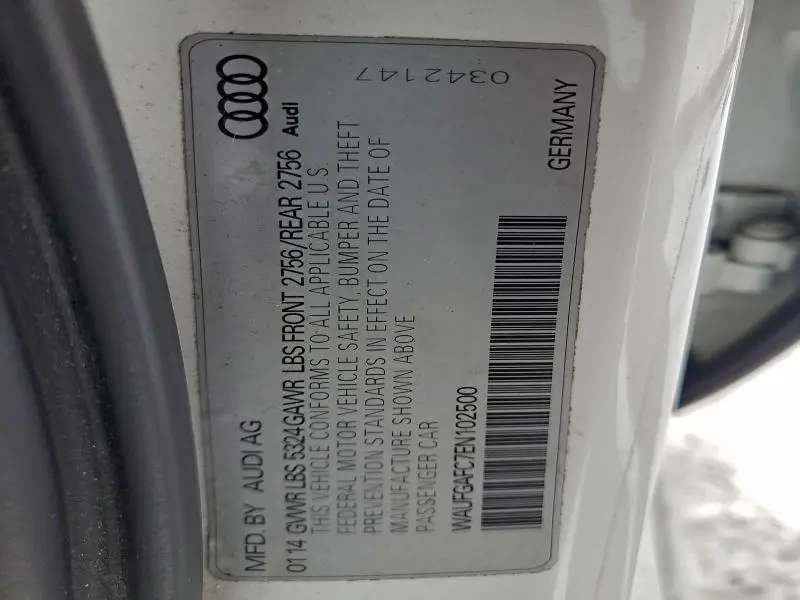 MFD. BY AUDI AG
0114 GVWR LBS 5324 GAWR LBS FRONT 2756/REAR 2756
Audi
THIS VEHICLE CONFORMS TO ALL APPLICABLE U.S.
FEDERAL MOTOR VEHICLE SAFETY, BUMPER AND THEFT
PREVENTION STANDARDS IN EFFECT ON THE DATE OF
MANUFACTURE SHOWN ABOVE
PASSENGER CAR
0342147
WAUFGAFC7EN102500
GERMANY